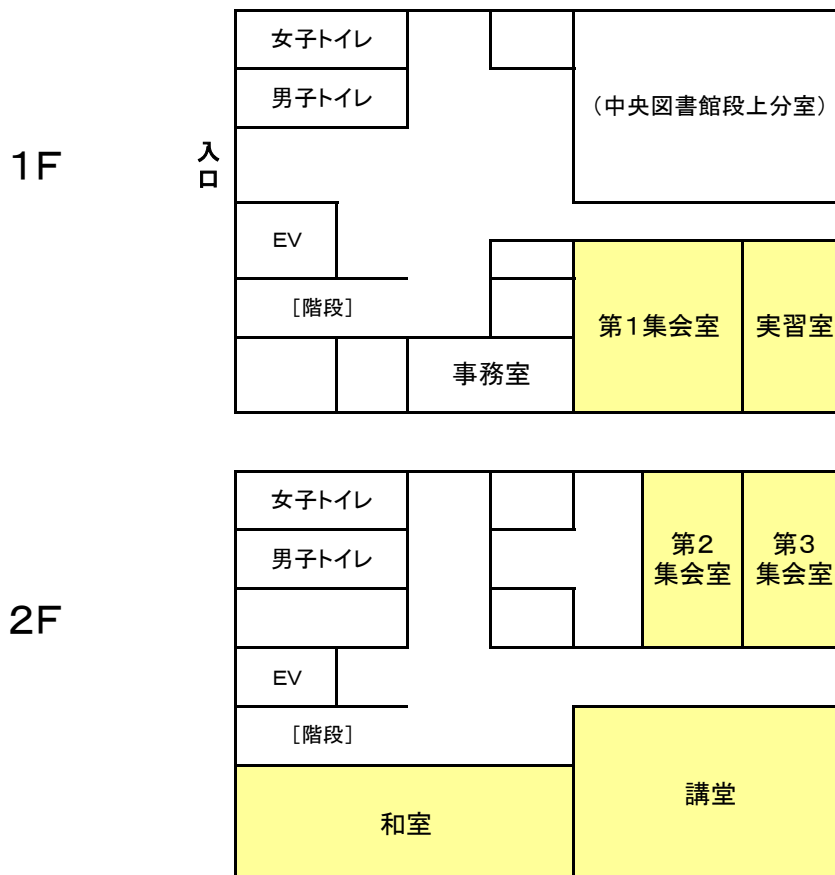 女子トイレ
男子トイレ
(中央図書館段上分室)
1F
入口
EV
[階段]
第1集会室
実習室
事務室
女子トイレ
男子トイレ
第2
集会室
第3
集会室
2F
EV
[階段]
講堂
和室